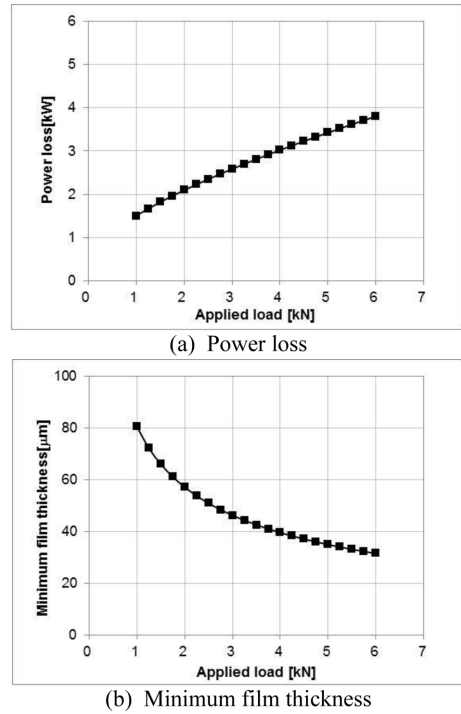 6
5
4
3
2
1
0
Power loss[kW]
0 1 2 3 4 5 6 7
Applied load [kN]
(a) Power loss
100
80
60
40
20
0
Minimum film thickness[μm]
0 1 2 3 4 5 6 7
Applied load [kN]
(b) Minimum film thickness